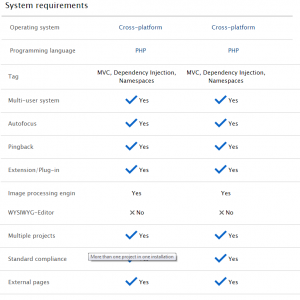 System requirements
Operating system Cross-platform Cross-platform
Programming language PHP PHP
Tag MVC, Dependency Injection, Namespaces MVC, Dependency Injection, Namespaces
Multi-user system Yes Yes
Autofocus Yes Yes
Pingback Yes Yes
Extension/Plug-in Yes Yes
Image processing engin Yes Yes
WYSIWYG-Editor No No
Multiple projects Yes Yes
More than one project in one installation
Standard compliance Yes
External pages Yes Yes